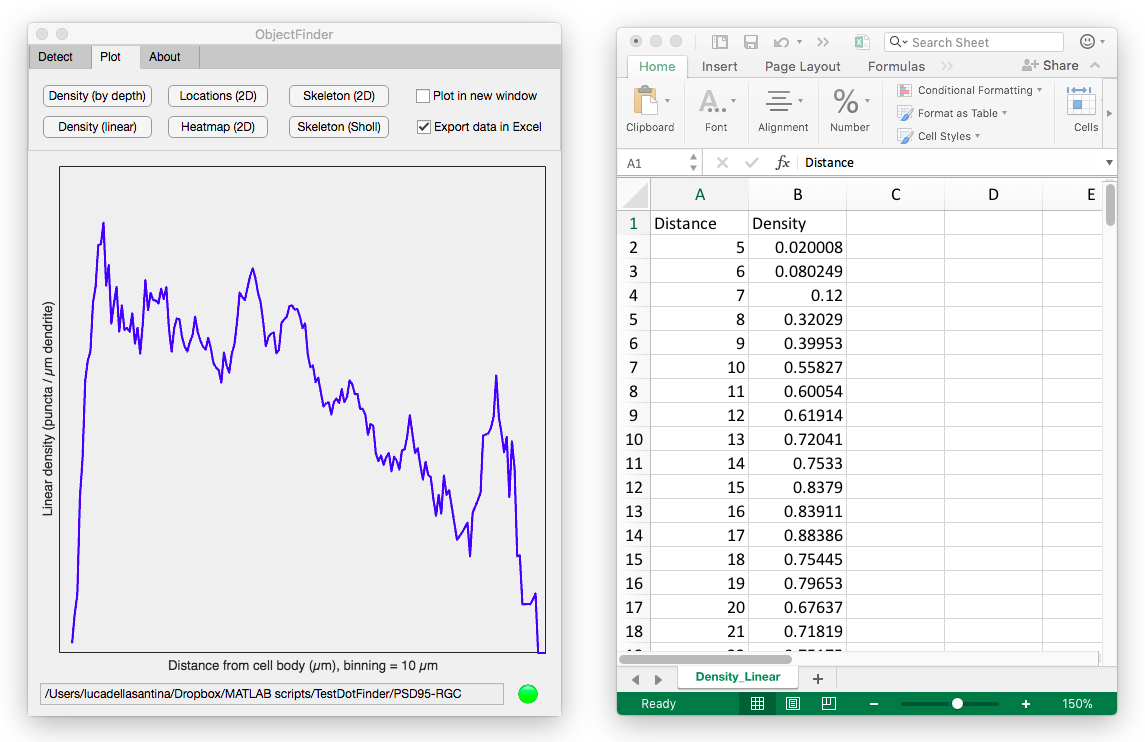 ObjectFinder
Detect Plot About
Density (by depth) Locations (2D) Skeleton (2D) Plot in new window
Density (linear) Heatmap (2D) Skeleton (Sholl) Export data in Excel
Linear density (puncta / µm dendrite)
Distance from cell body (µm), binning = 10 µm
/Users/lucadellasantina/Dropbox/MATLAB scripts/TestDotFinder/PSD95-RGC
Search Sheet
Home Insert Page Layout Formulas Share
Clipboard Font Alignment % Number Conditional Formatting Format as Table Cell Styles Cells
A1 fx Distance
A B C D E
1 Distance Density
2 5 0.020008
3 6 0.080249
4 7 0.12
5 8 0.32029
6 9 0.39953
7 10 0.55827
8 11 0.60054
9 12 0.61914
10 13 0.72041
11 14 0.7533
12 15 0.8379
13 16 0.83911
14 17 0.88386
15 18 0.75445
16 19 0.79653
17 20 0.67637
18 21 0.71819
Density_Linear +
Ready 150%